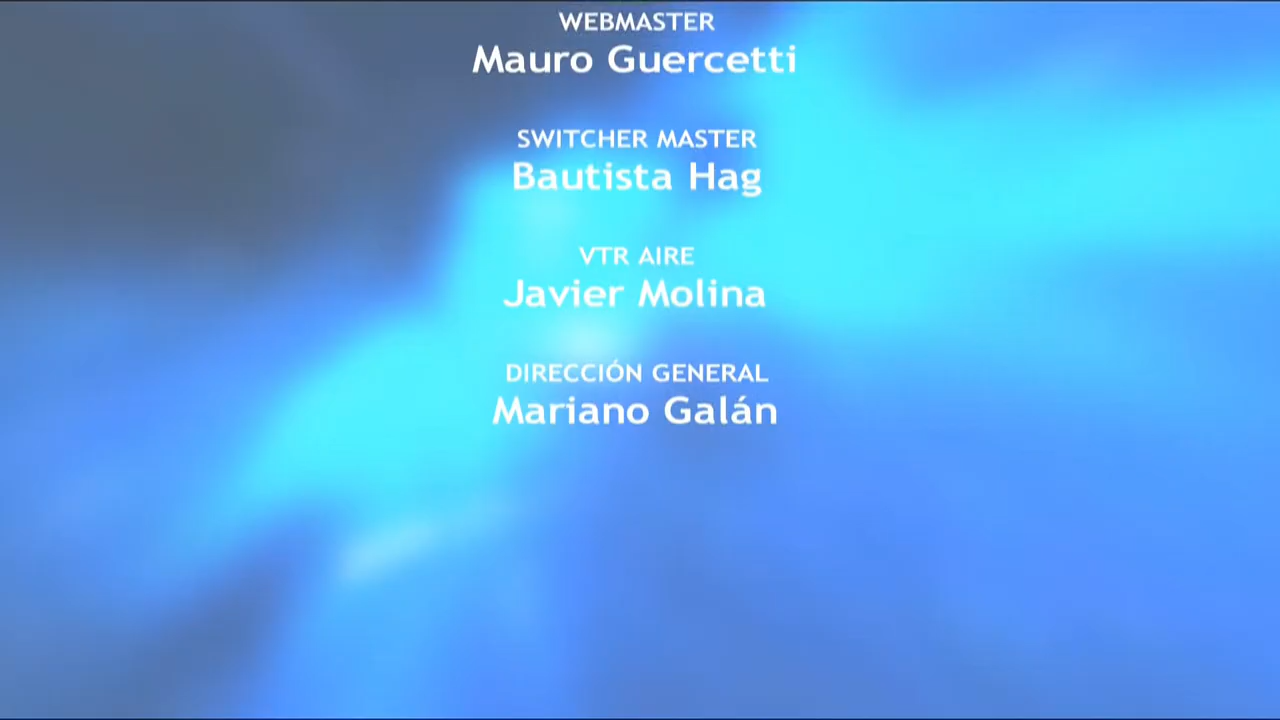 WEBMASTER
Mauro Guercetti
SWITCHER MASTER
Bautista Hag
VTR AIRE
Javier Molina
DIRECCIÓN GENERAL
Mariano Galán